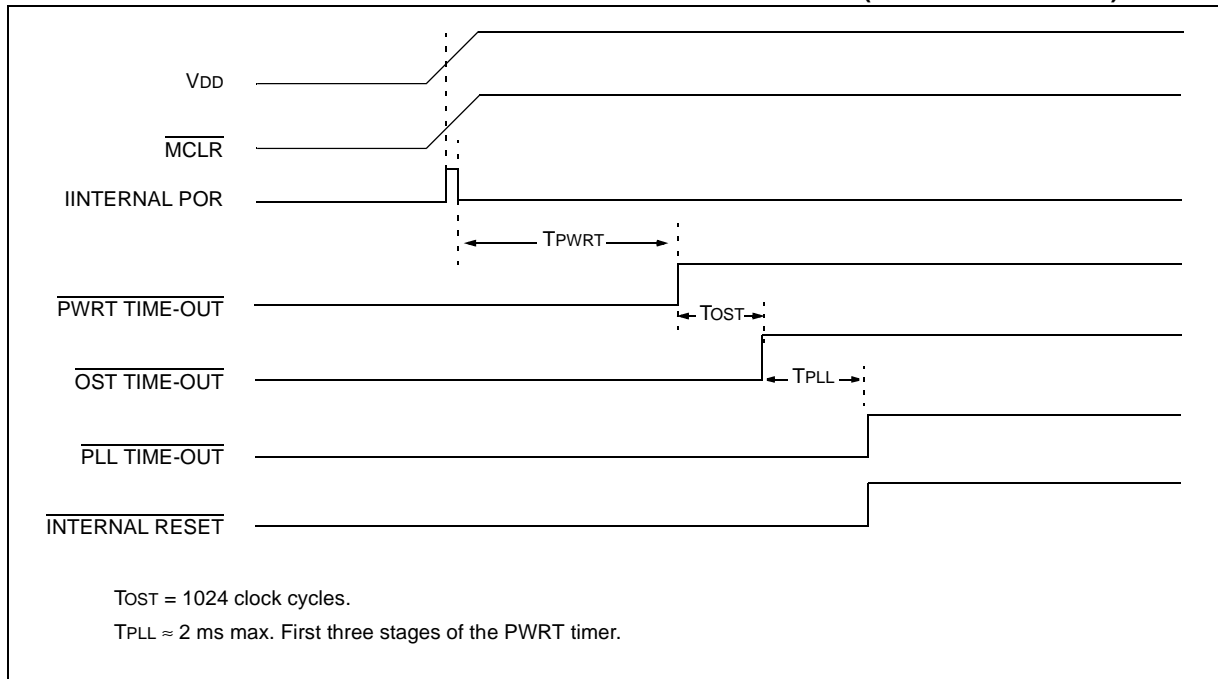 VDD
MCLR
IINTERNAL POR
TPWRT
PWRT TIME-OUT
TOST
OST TIME-OUT
TPLL
PLL TIME-OUT
INTERNAL RESET
TOST = 1024 clock cycles.
TPLL ≈ 2 ms max. First three stages of the PWRT timer.